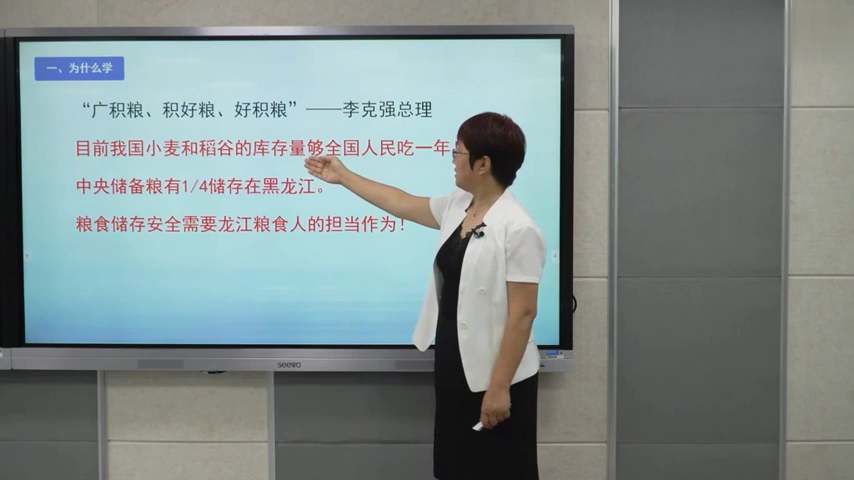 一、为什么学
“广积粮、积好粮、好积粮”——李克强总理
目前我国小麦和稻谷的库存量够全国人民吃一年，
中央储备粮有1/4储存在黑龙江。
粮食储存安全需要龙江粮食人的担当作为！
seewo